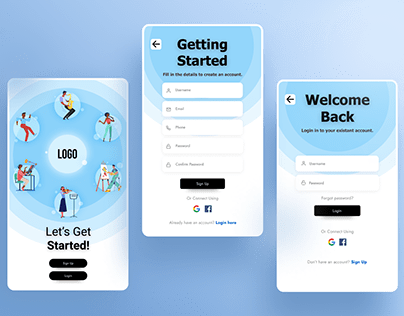 LOGO
Let's Get
Started!
Sign Up
Login
Getting
Started
Fill in the details to create an account.
Username
Email
Phone
Password
Confirm Password
Sign Up
Or Connect Using
Already have an account? Login here
Welcome
Back
Login in to your existant account.
Username
Password
Forgot password?
Login
Or Connect Using
Don't have an account? Sign Up